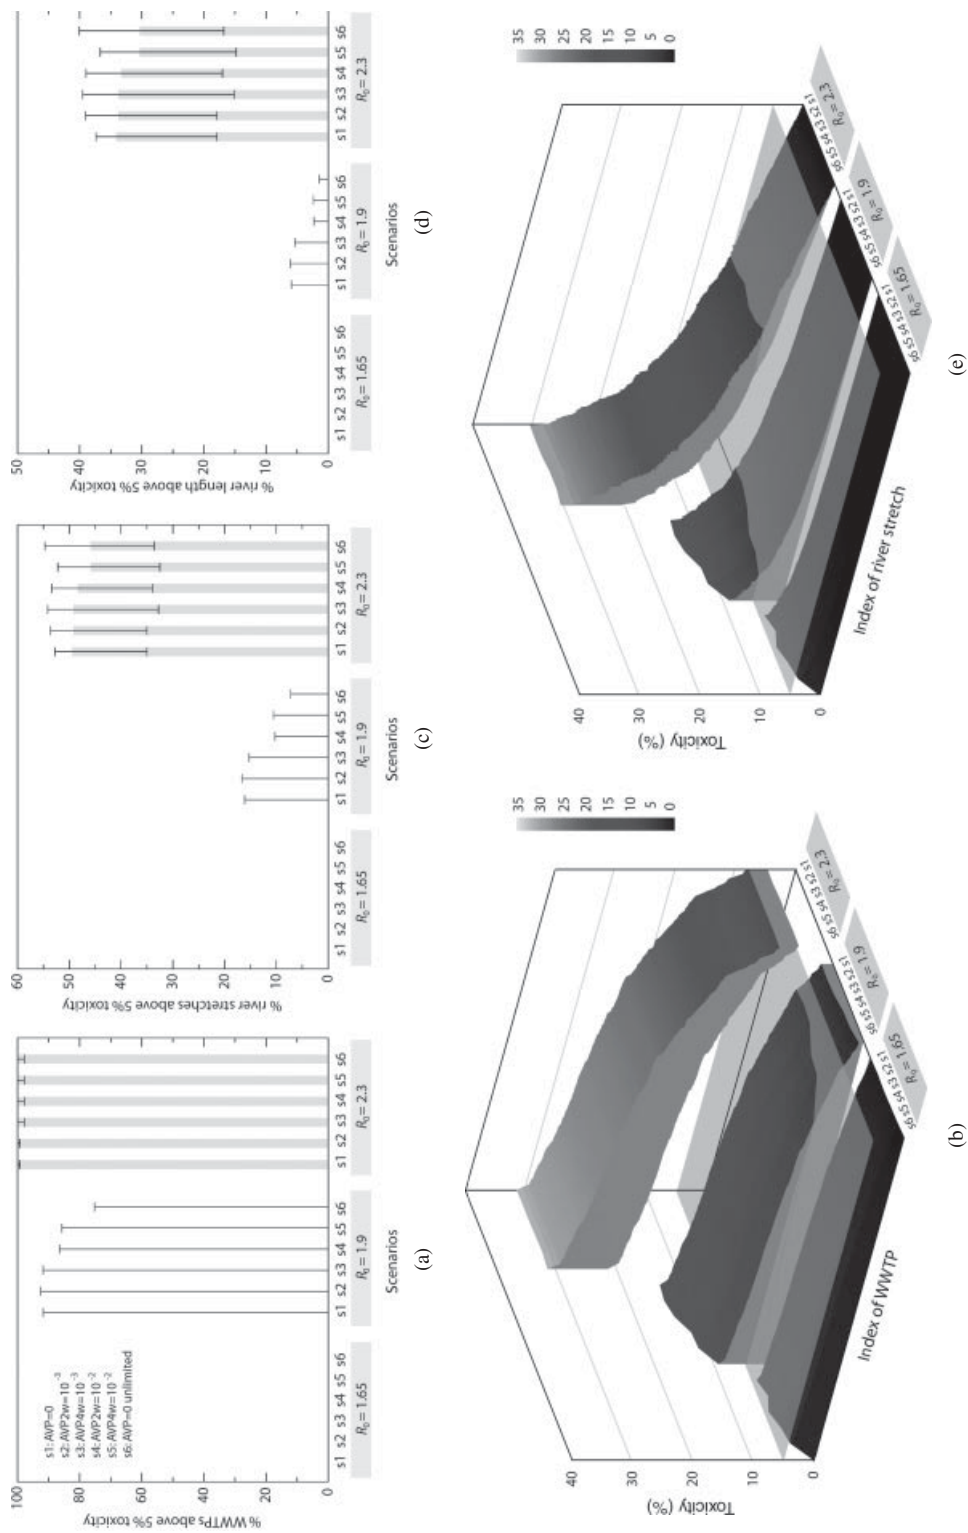 100
80
60
40
20
0
% WWTPs above 5% toxicity
s1: AVP=0
s2: AVP2w=10⁻³
s3: AVP4w=10⁻³
s4: AVP2w=10⁻²
s5: AVP4w=10⁻²
s6: AVP=0 unlimited
s1 s2 s3 s4 s5 s6 s1 s2 s3 s4 s5 s6 s1 s2 s3 s4 s5 s6
R₀ = 1.65 R₀ = 1.9 R₀ = 2.3
Scenarios
(a)
60
50
40
30
20
10
0
% river stretches above 5% toxicity
s1 s2 s3 s4 s5 s6 s1 s2 s3 s4 s5 s6 s1 s2 s3 s4 s5 s6
R₀ = 1.65 R₀ = 1.9 R₀ = 2.3
Scenarios
(c)
50
40
30
20
10
0
% river length above 5% toxicity
s1 s2 s3 s4 s5 s6 s1 s2 s3 s4 s5 s6 s1 s2 s3 s4 s5 s6
R₀ = 1.65 R₀ = 1.9 R₀ = 2.3
Scenarios
(d)
40
30
20
10
0
Toxicity (%)
Index of WWTP
s6 s5 s4 s3 s2 s1 s6 s5 s4 s3 s2 s1 s6 s5 s4 s3 s2 s1
R₀ = 1.65 R₀ = 1.9 R₀ = 2.3
35
30
25
20
15
10
5
0
(b)
40
30
20
10
0
Toxicity (%)
Index of river stretch
s6 s5 s4 s3 s2 s1 s6 s5 s4 s3 s2 s1 s6 s5 s4 s3 s2 s1
R₀ = 1.65 R₀ = 1.9 R₀ = 2.3
35
30
25
20
15
10
5
0
(e)